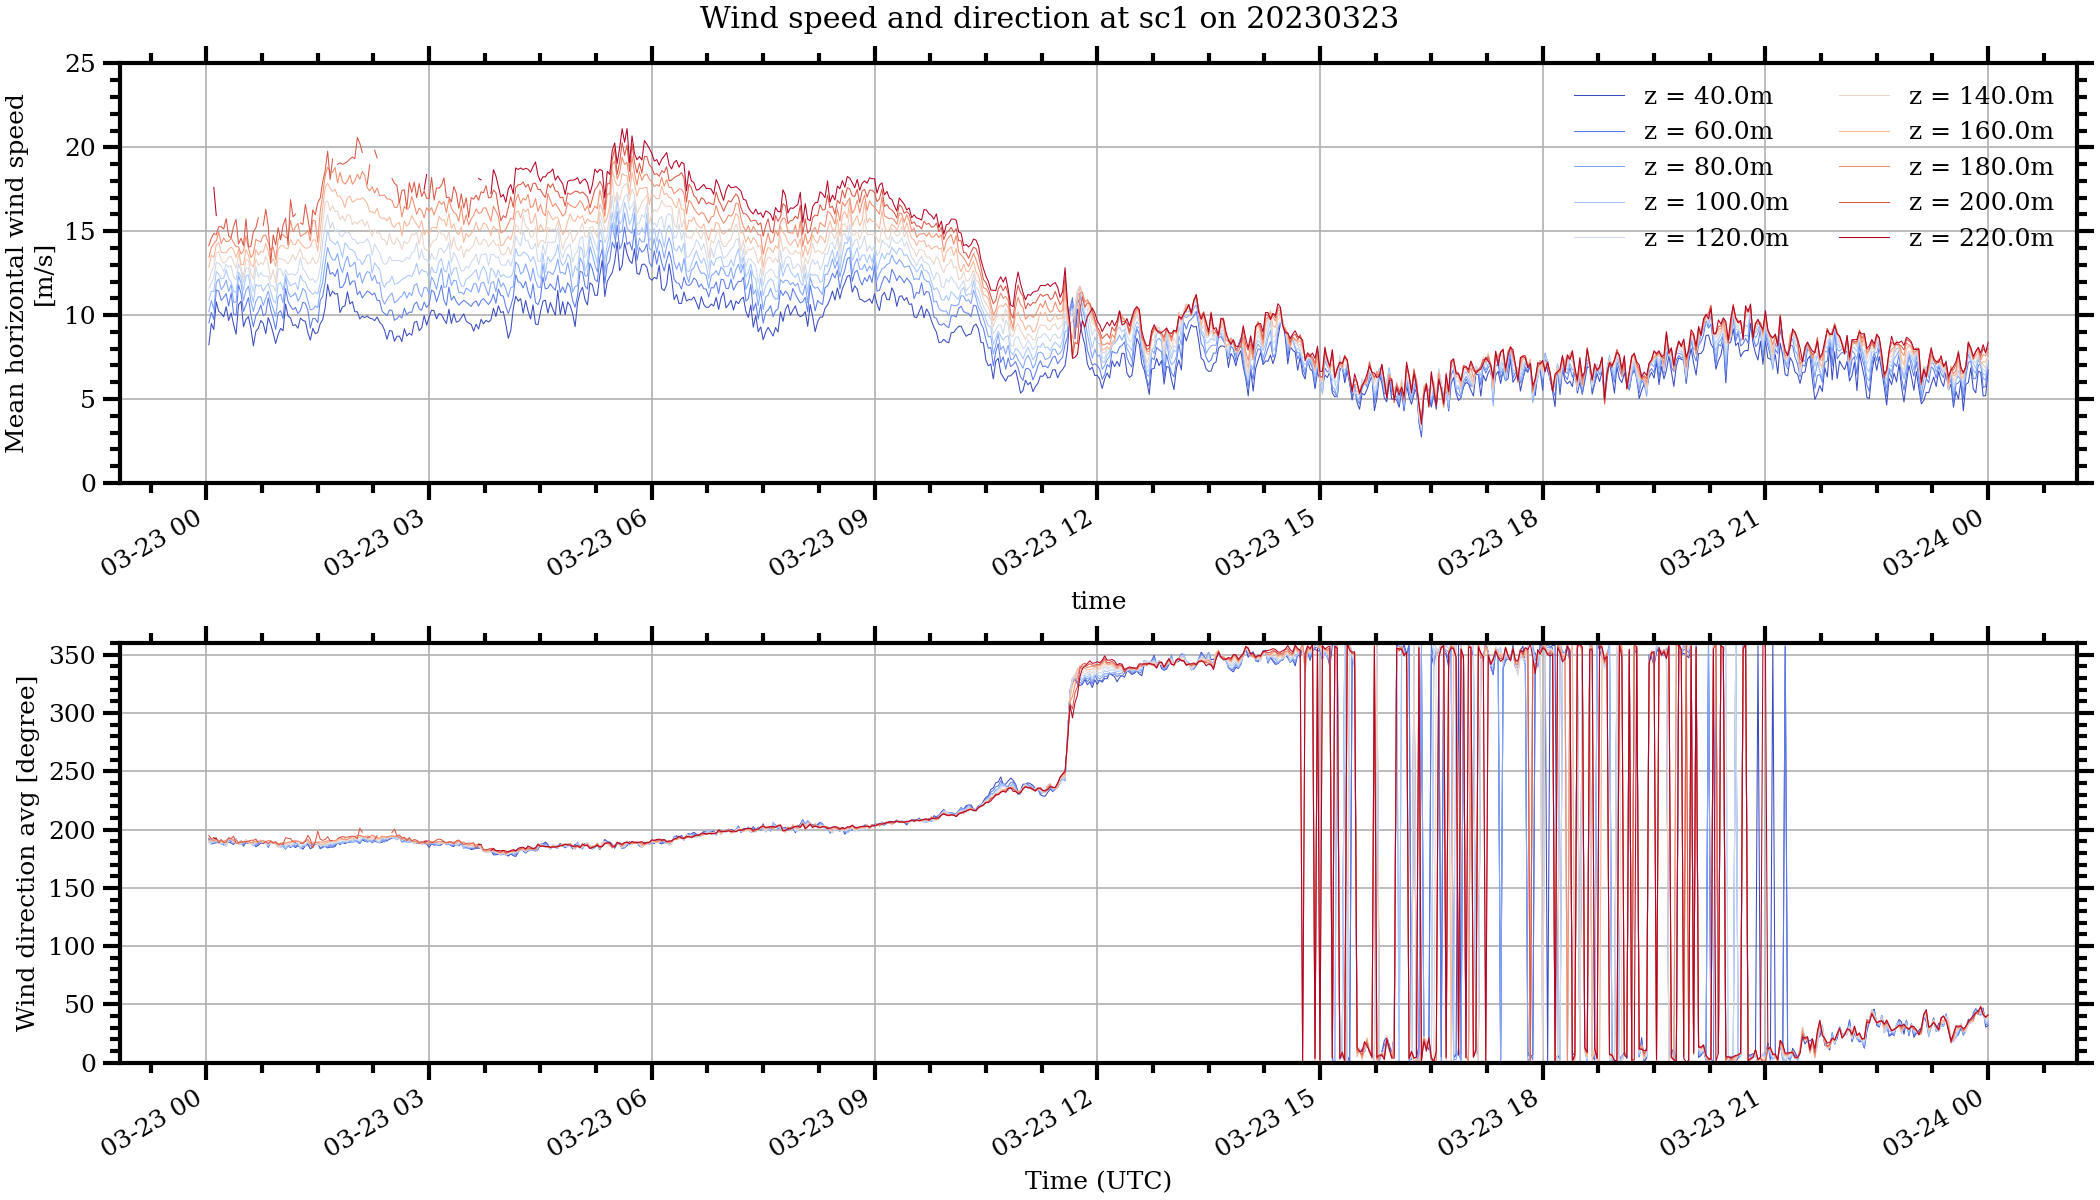 Wind speed and direction at sc1 on 20230323
Mean horizontal wind speed
[m/s]
25
20
15
10
5
0
z = 40.0m
z = 60.0m
z = 80.0m
z = 100.0m
z = 120.0m
z = 140.0m
z = 160.0m
z = 180.0m
z = 200.0m
z = 220.0m
03-23 00
03-23 03
03-23 06
03-23 09
03-23 12
03-23 15
03-23 18
03-23 21
03-24 00
time
Wind direction avg [degree]
350
300
250
200
150
100
50
0
03-23 00
03-23 03
03-23 06
03-23 09
03-23 12
03-23 15
03-23 18
03-23 21
03-24 00
Time (UTC)